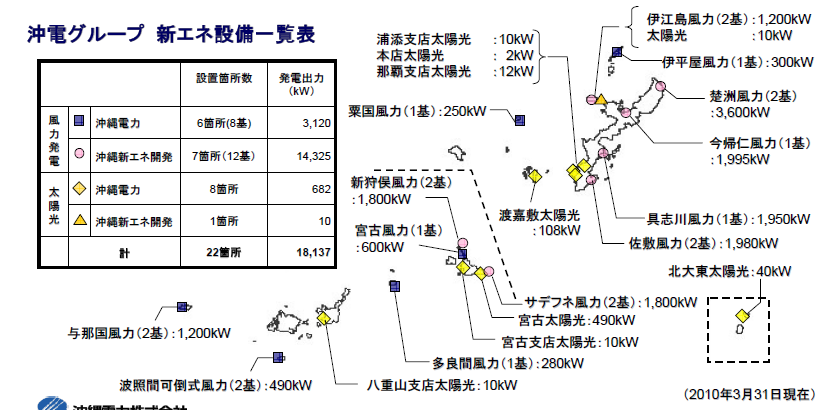 沖電グループ 新エネ設備一覧表
設置箇所数 発電出力(kW)
風力発電 沖縄電力 6箇所(8基) 3,120
沖縄新エネ開発 7箇所(12基) 14,325
太陽光 沖縄電力 8箇所 682
沖縄新エネ開発 1箇所 10
計 22箇所 18,137
浦添支店太陽光 :10kW
本店太陽光 : 2kW
那覇支店太陽光 :12kW
伊江島風力(2基):1,200kW
太陽光 :10kW
伊平屋風力(1基):300kW
楚洲風力(2基)
:3,600kW
今帰仁風力(1基)
:1,995kW
粟国風力(1基):250kW
新狩俣風力(2基)
:1,800kW
宮古風力(1基)
:600kW
渡嘉敷太陽光
:108kW
具志川風力(1基):1,950kW
佐敷風力(2基):1,980kW
北大東太陽光:40kW
サデフネ風力(2基):1,800kW
宮古太陽光:490kW
宮古支店太陽光:10kW
与那国風力(2基):1,200kW
多良間風力(1基):280kW
波照間可倒式風力(2基):490kW
八重山支店太陽光:10kW
(2010年3月31日現在)
沖縄電力株式会社